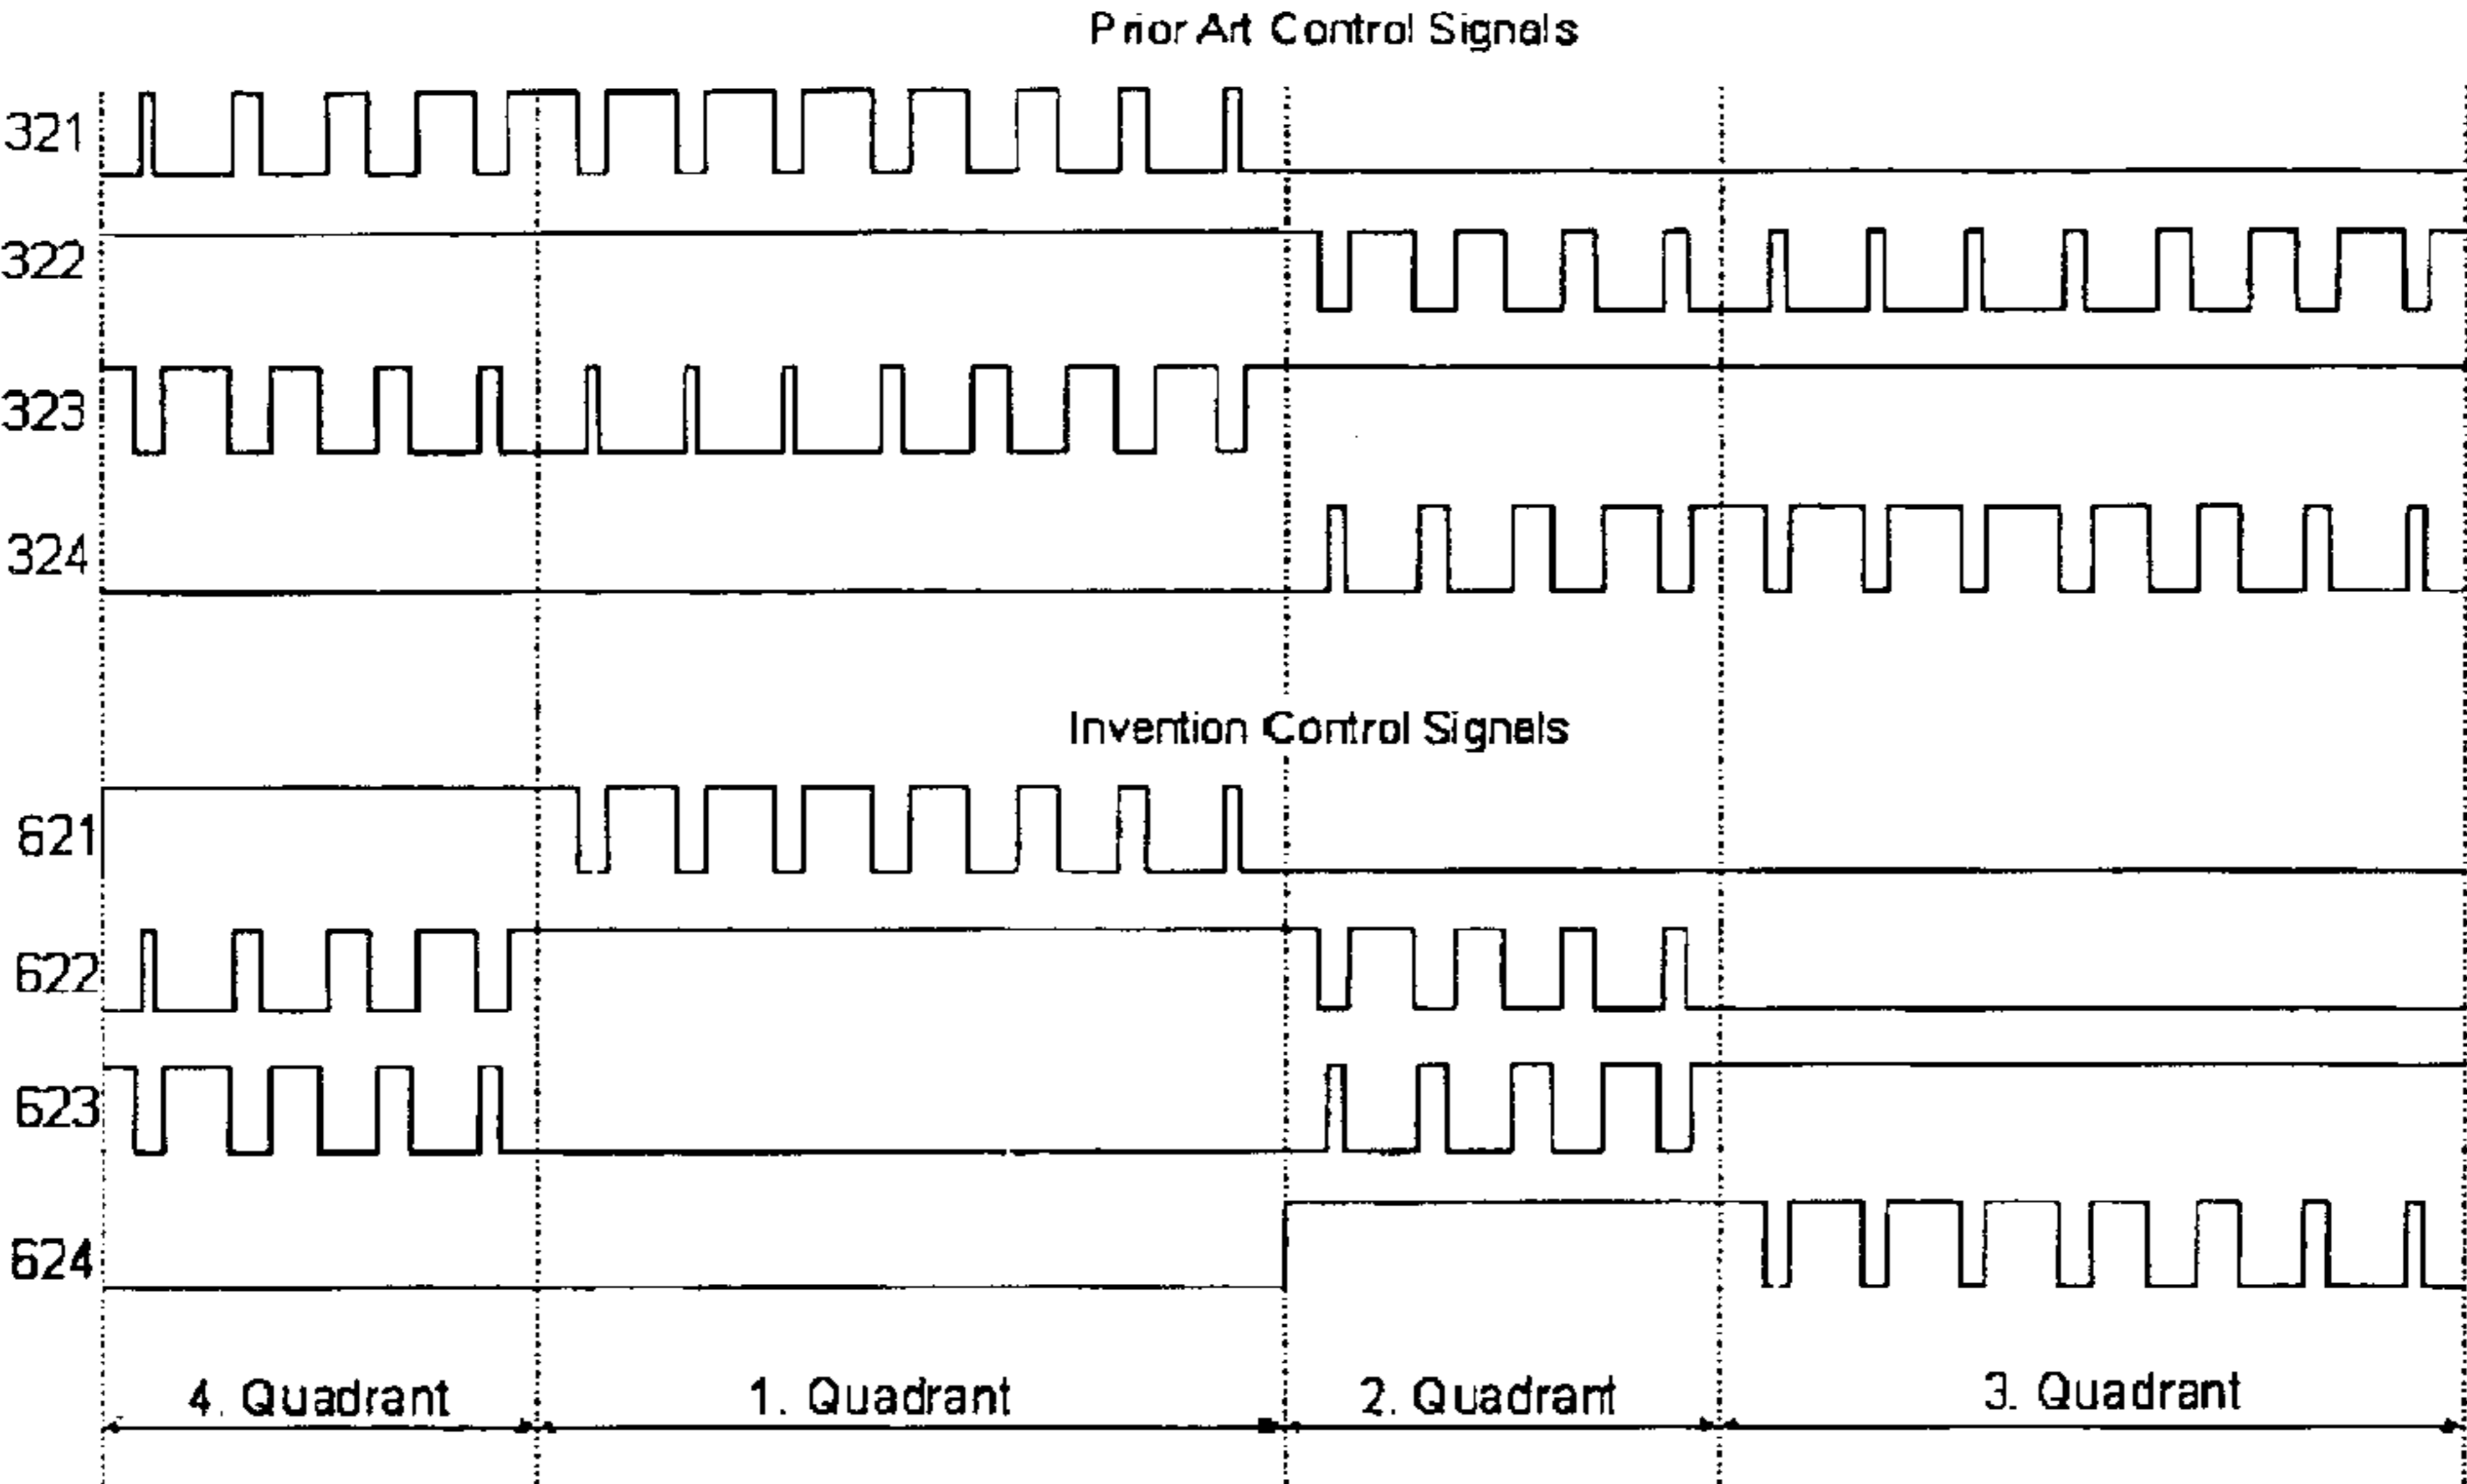 Prior Art Control Signals
321
322
323
324
Invention Control Signals
621
622
623
624
4. Quadrant 1. Quadrant 2. Quadrant 3. Quadrant